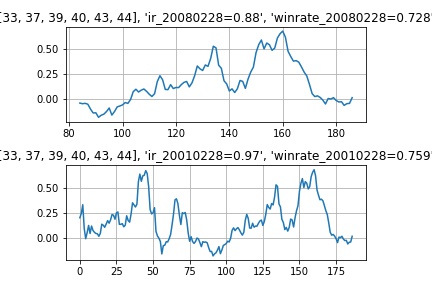 [33, 37, 39, 40, 43, 44], 'ir_20080228=0.88', 'winrate_20080228=0.728'
0.50
0.25
0.00
80 100 120 140 160 180
[33, 37, 39, 40, 43, 44], 'ir_20010228=0.97', 'winrate_20010228=0.759'
0.50
0.25
0.00
0 25 50 75 100 125 150 175